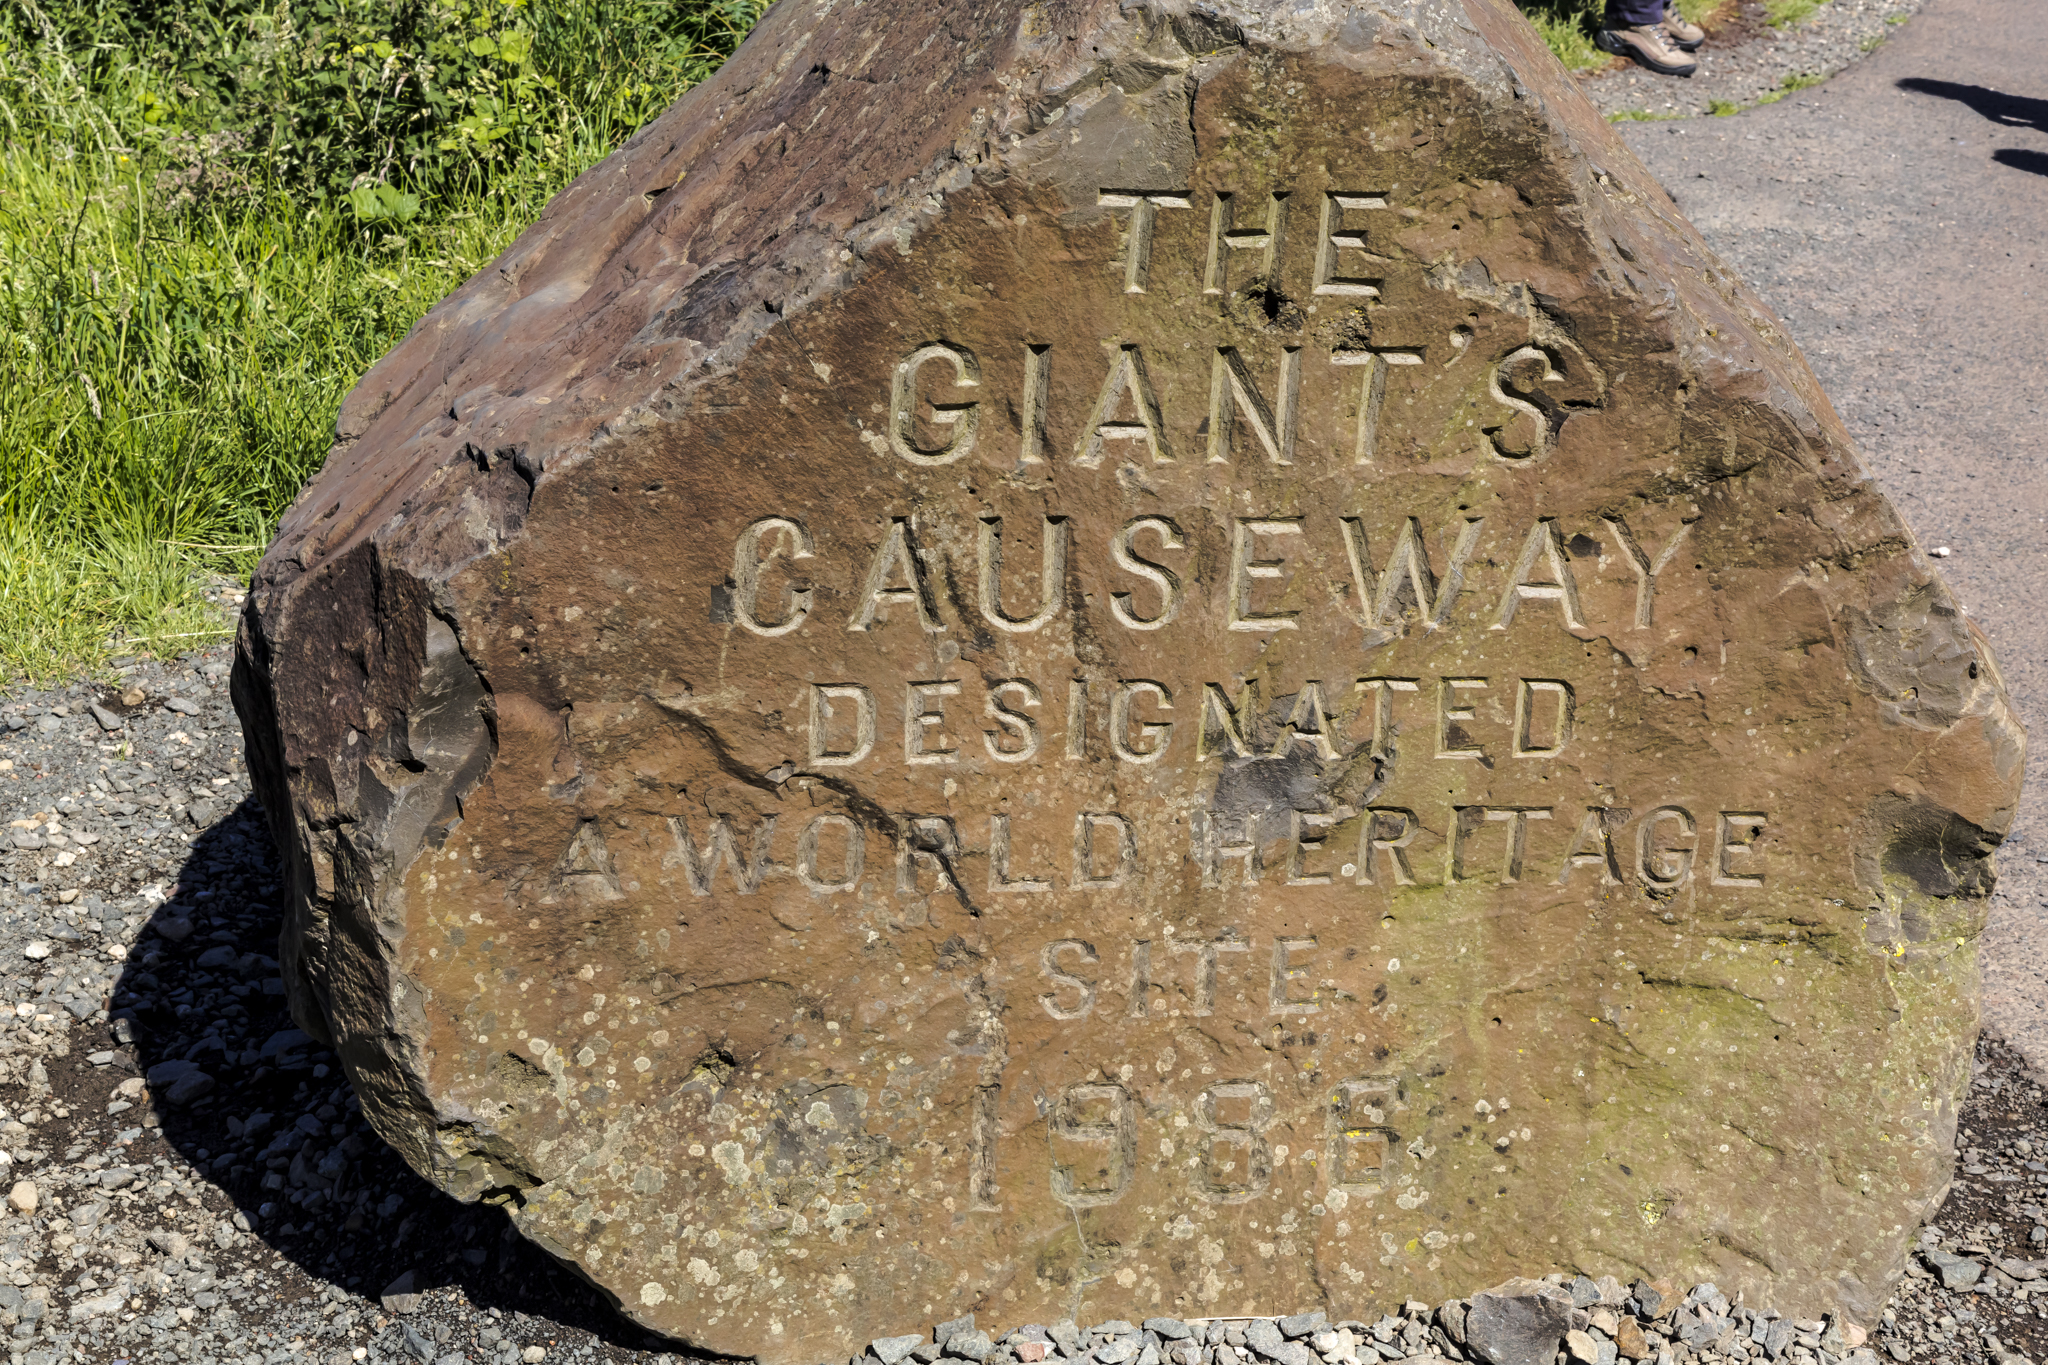 THE
GIANT'S
CAUSEWAY
DESIGNATED
A WORLD HERITAGE
SITE
1986